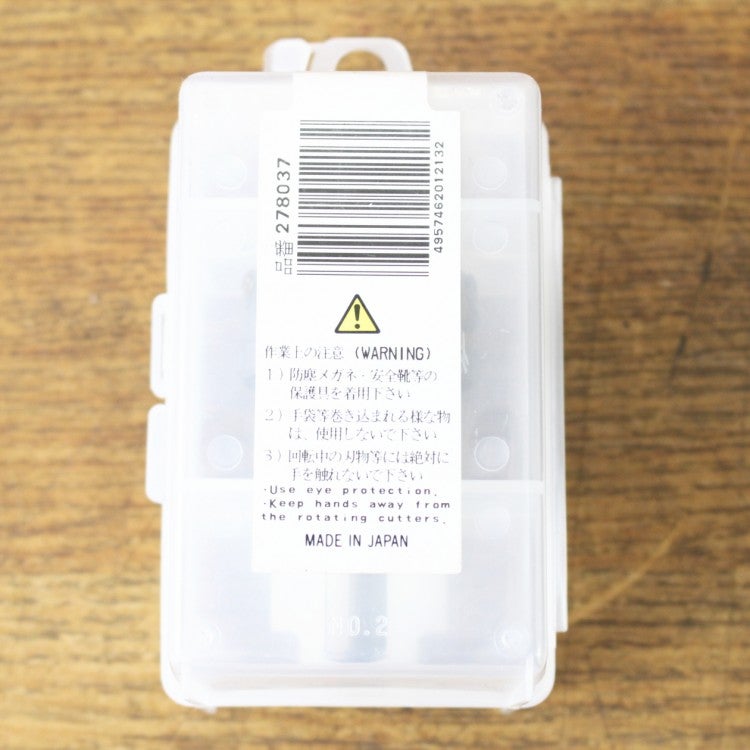 278037
4957462012132
作業上の注意 (WARNING)
1) 防塵メガネ・安全靴等の
保護具を着用下さい
2) 手袋等巻き込まれる様な物
は、使用しないで下さい
3) 回転中の刃物等には絶対に
手を触れないで下さい
·Use eye protection.
·Keep hands away from
the rotating cutters.
MADE IN JAPAN
NO.2